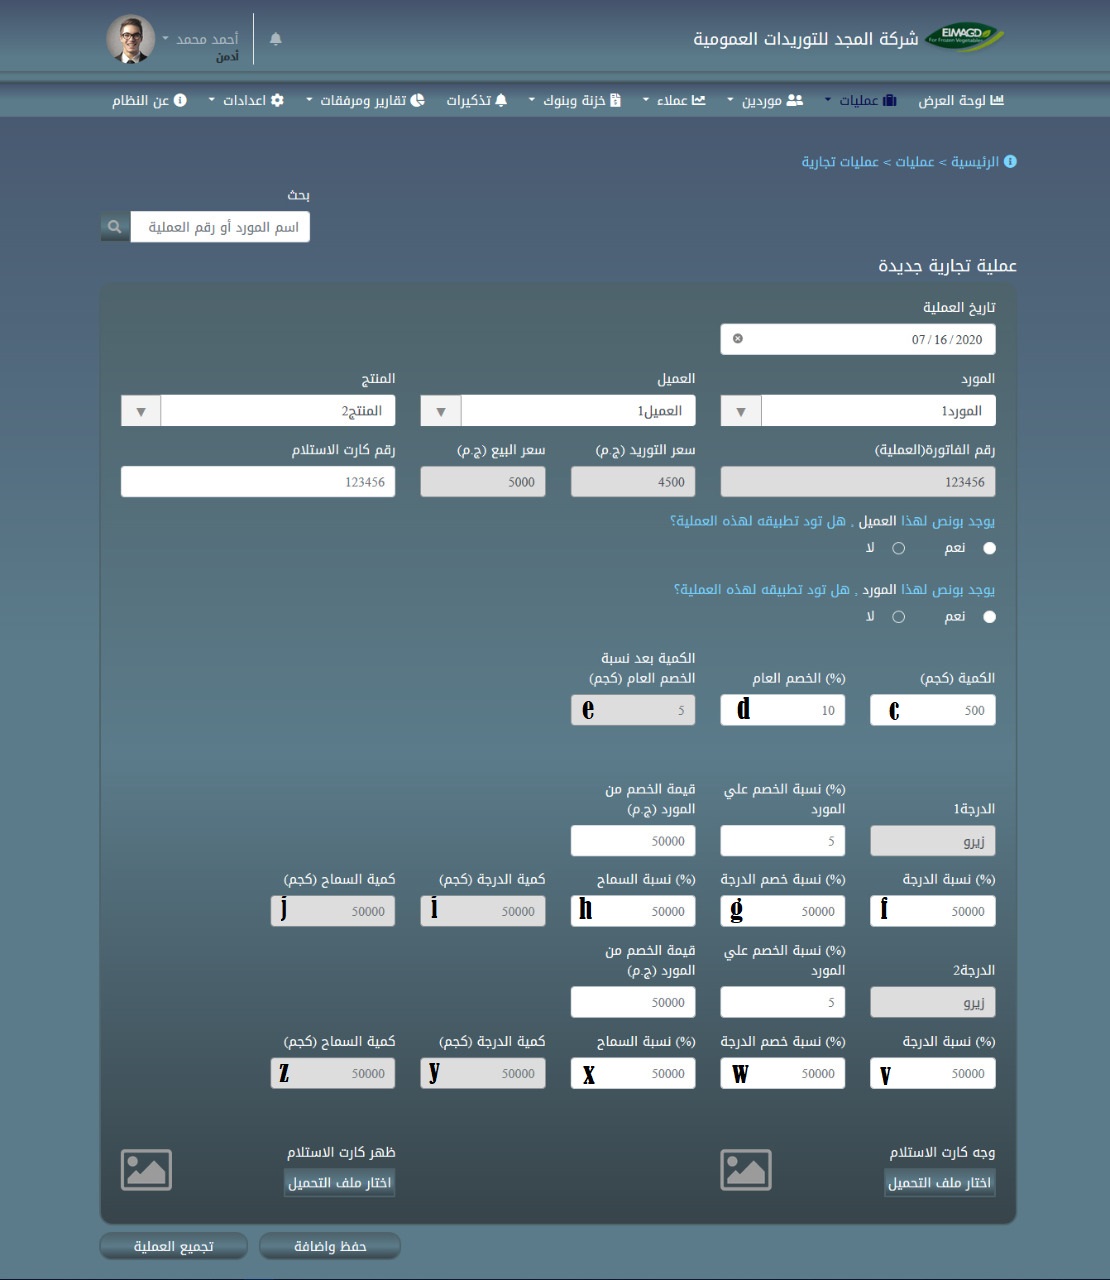 EIMAGD
For Frozen Vegetables
شركة المجد للتوريدات العمومية
أحمد محمد
أدمن
لوحة العرض
عمليات
موردين
عملاء
خزنة وبنوك
تذكيرات
تقارير ومرفقات
اعدادات
عن النظام
الرئيسية > عمليات > عمليات تجارية
بحث
اسم المورد أو رقم العملية
عملية تجارية جديدة
تاريخ العملية
07 / 16 / 2020
المورد العميل المنتج
المورد1 العميل1 المنتج2
رقم الفاتورة(العملية) سعر التوريد (ج.م) سعر البيع (ج.م) رقم كارت الاستلام
123456 4500 5000 123456
يوجد بونص لهذا العميل , هل تود تطبيقه لهذه العملية؟
نعم لا
يوجد بونص لهذا المورد , هل تود تطبيقه لهذه العملية؟
نعم لا
الكمية (كجم) (%) الخصم العام الكمية بعد نسبة الخصم العام (كجم)
500 c 10 d 5 e
الدرجة1 (%) نسبة الخصم علي المورد قيمة الخصم من المورد (ج.م)
زيرو 5 50000
(%) نسبة الدرجة (%) نسبة خصم الدرجة (%) نسبة السماح كمية الدرجة (كجم) كمية السماح (كجم)
50000 f 50000 g 50000 h 50000 i 50000 j
الدرجة2 (%) نسبة الخصم علي المورد قيمة الخصم من المورد (ج.م)
زيرو 5 50000
(%) نسبة الدرجة (%) نسبة خصم الدرجة (%) نسبة السماح كمية الدرجة (كجم) كمية السماح (كجم)
50000 v 50000 w 50000 x 50000 y 50000 z
وجه كارت الاستلام ظهر كارت الاستلام
اختار ملف التحميل اختار ملف التحميل
حفظ واضافة تجميع العملية